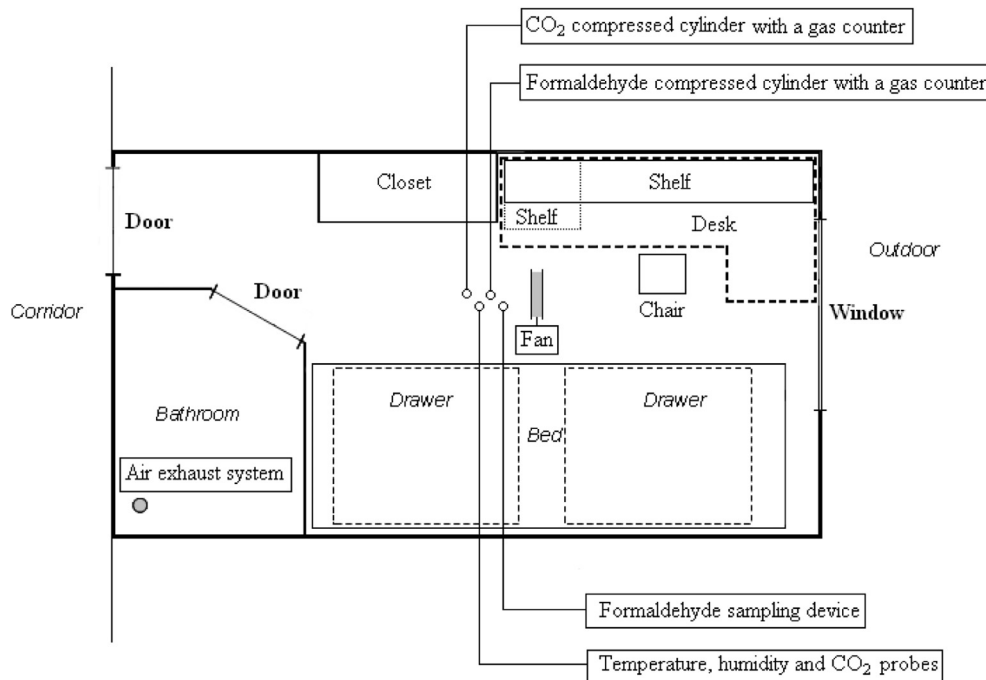 CO₂ compressed cylinder with a gas counter
Formaldehyde compressed cylinder with a gas counter
Closet
Shelf
Shelf
Desk
Door
Outdoor
Door
Corridor
Chair
Window
Fan
Drawer
Drawer
Bathroom
Bed
Air exhaust system
Formaldehyde sampling device
Temperature, humidity and CO₂ probes